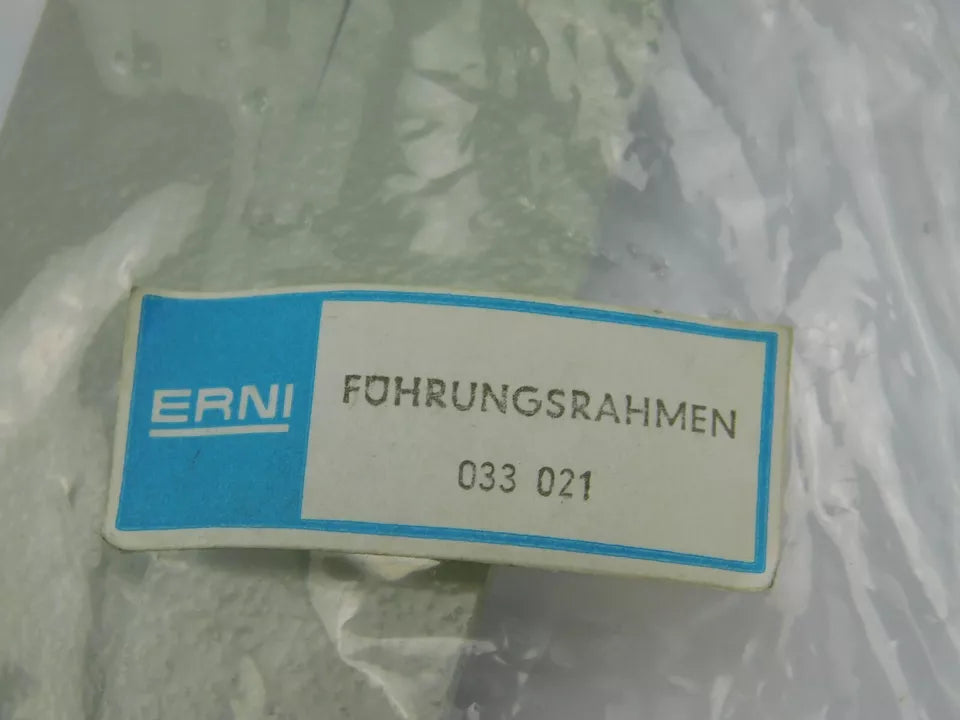 ERNI
FÜHRUNGSRAHMEN
033 021